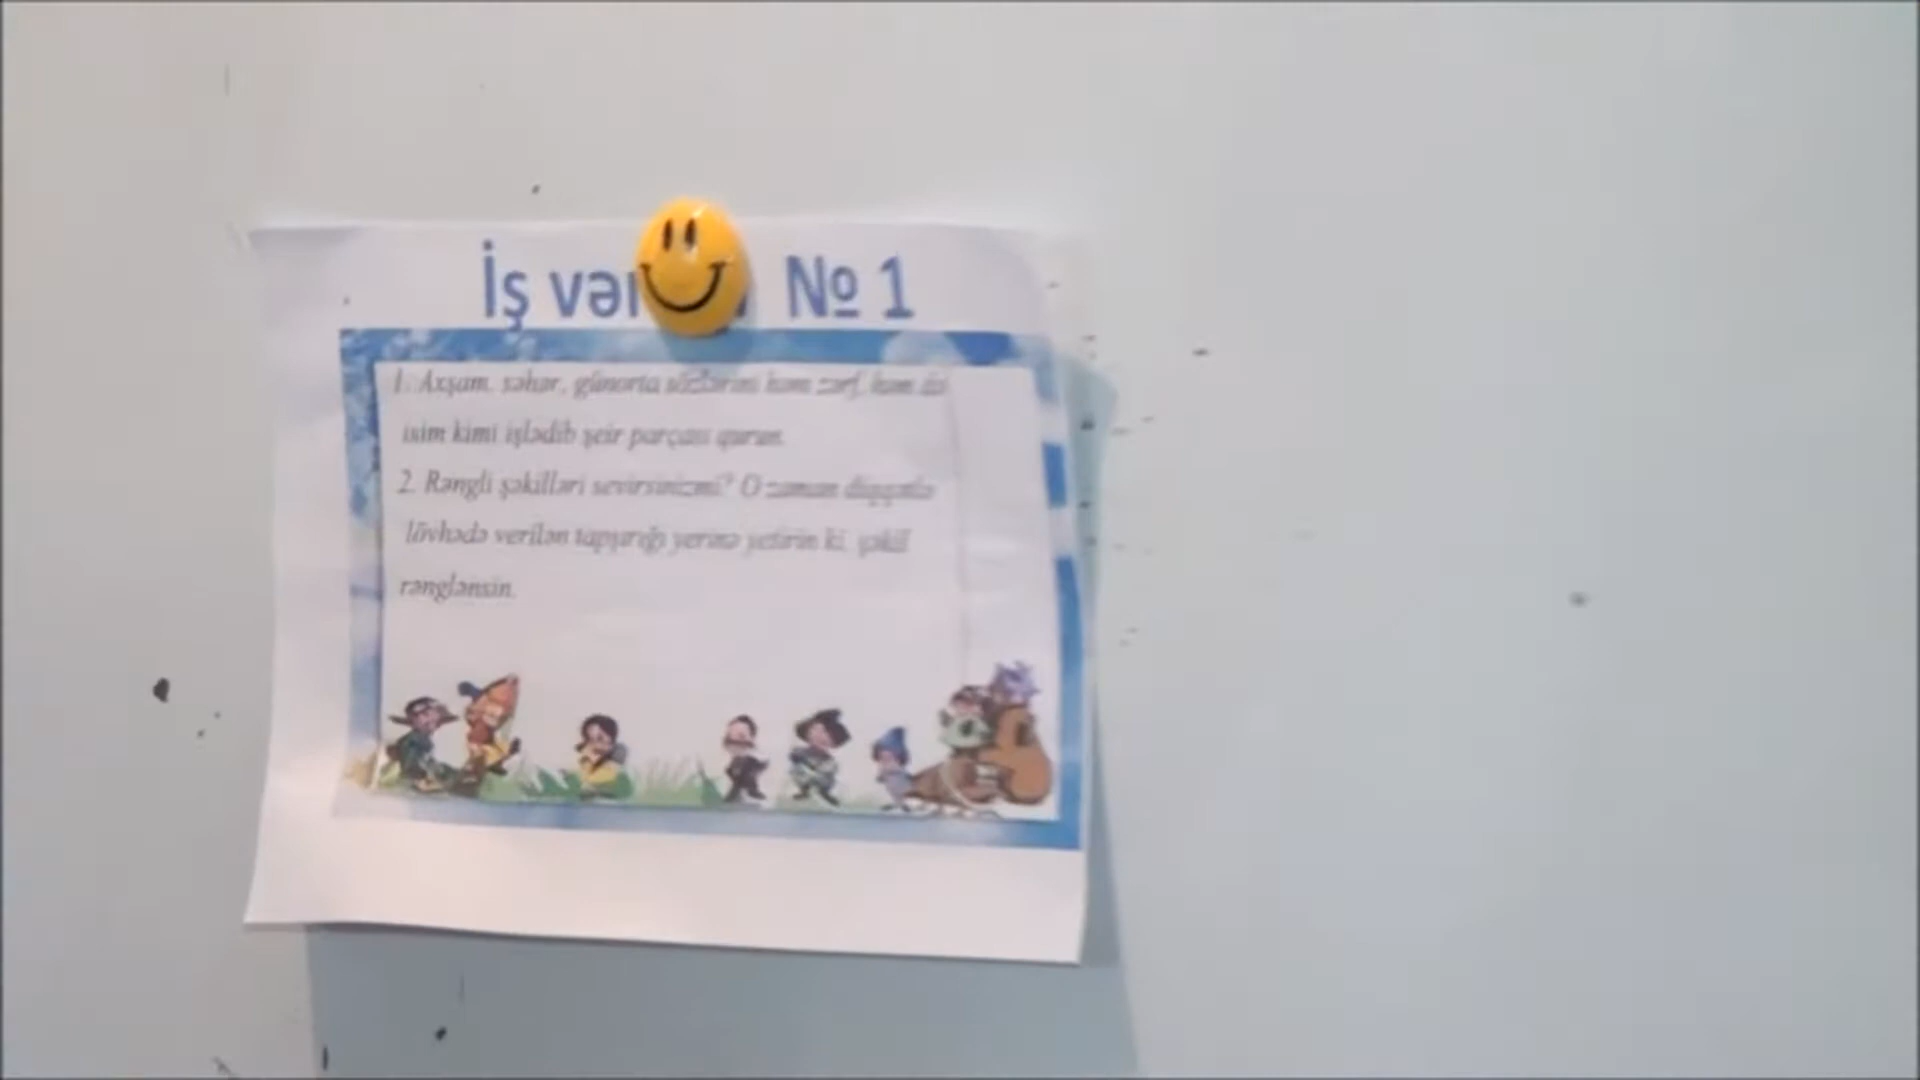 İş № 1
1. Axşam, səhər, günorta sözlərini həm zərf, həm də
isim kimi işlədib şeir parçası qurun.
2. Rəngli şəkilləri sevirsinizmi? O zaman diqqətlə
lövhədə verilən tapşırığı yerinə yetirin ki, şəkil
rənglənsin.